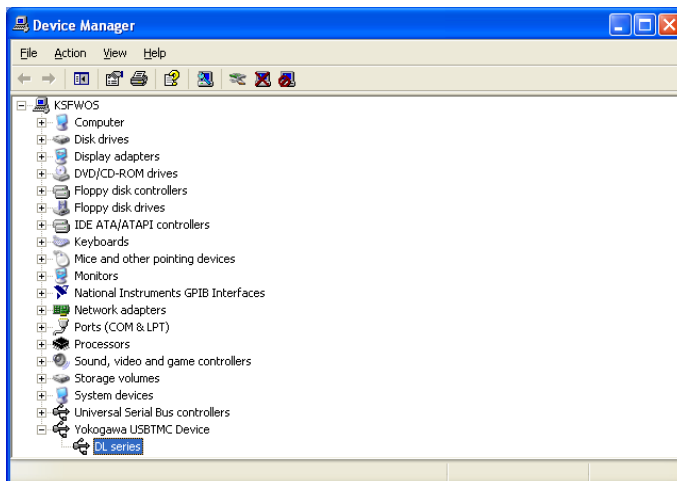 Device Manager
File Action View Help
KSFWOS
Computer
Disk drives
Display adapters
DVD/CD-ROM drives
Floppy disk controllers
Floppy disk drives
IDE ATA/ATAPI controllers
Keyboards
Mice and other pointing devices
Monitors
National Instruments GPIB Interfaces
Network adapters
Ports (COM & LPT)
Processors
Sound, video and game controllers
Storage volumes
System devices
Universal Serial Bus controllers
Yokogawa USBTMC Device
DL series